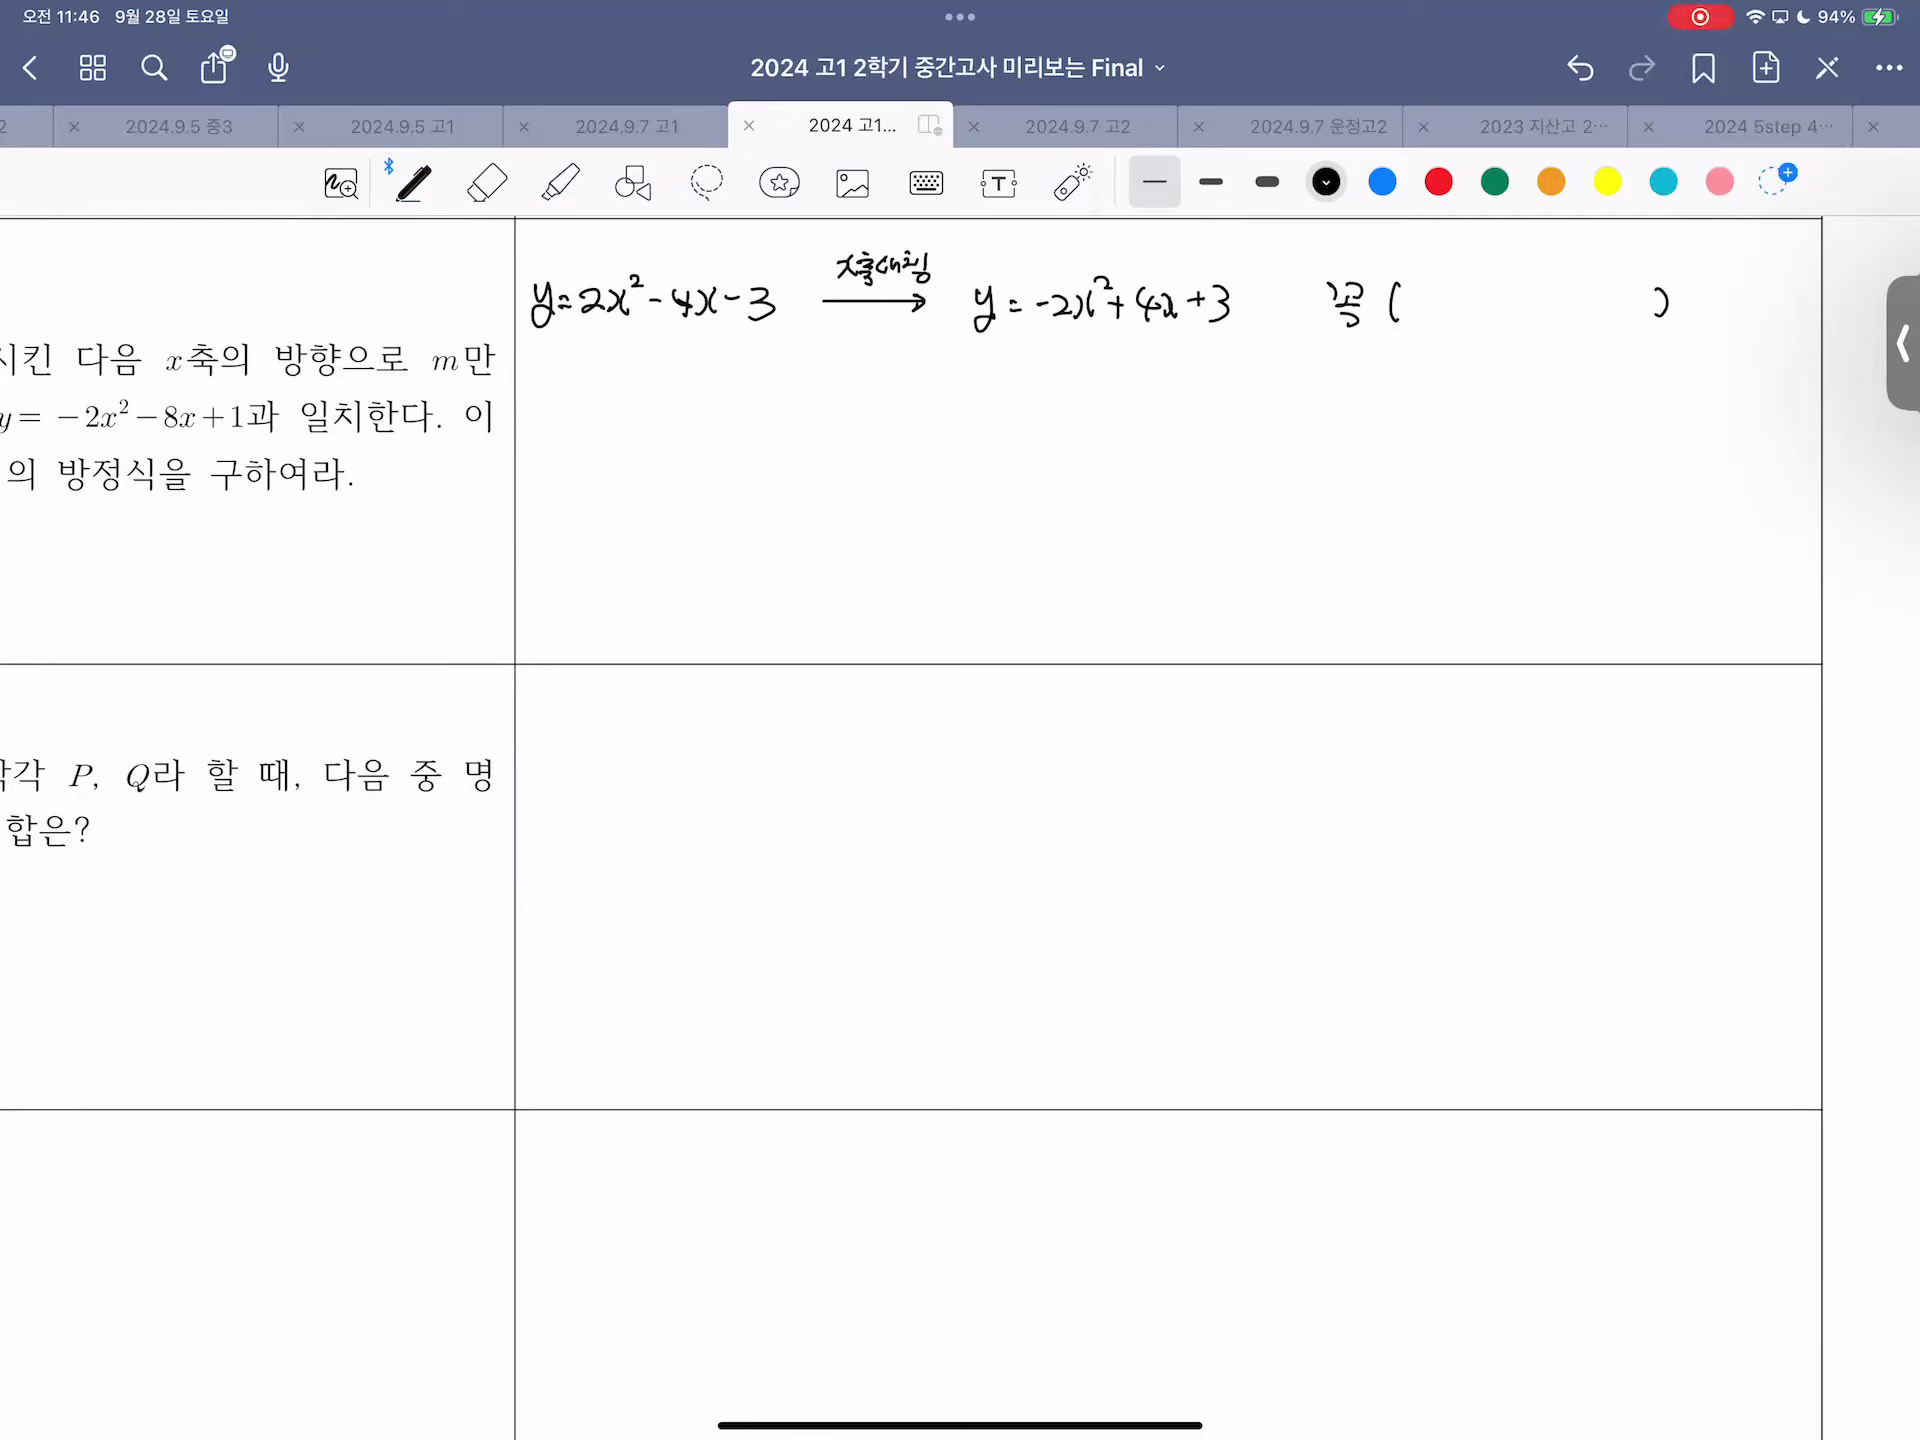 오전 11:46 9월 28일 토요일
94%
2024 고1 2학기 중간고사 미리보는 Final
2 2024.9.5 중3 2024.9.5 고1 2024.9.7 고1 2024 고1... 2024.9.7 고2 2024.9.7 운정고2 2023 지산고 2… 2024 5step 4…
y=2x²-4x-3 x축대칭 → y=-2x²+4x+3 꼭 ( )
시킨 다음 x축의 방향으로 m만
y=-2x²-8x+1과 일치한다. 이
의 방정식을 구하여라.
각각 P, Q라 할 때, 다음 중 명
합은?